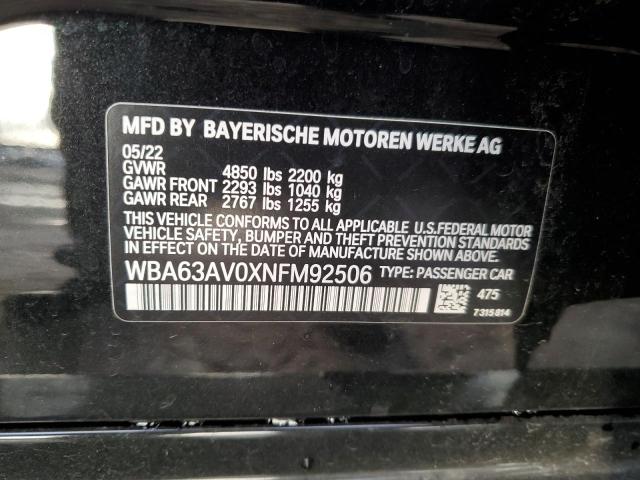 MFD BY BAYERISCHE MOTOREN WERKE AG
05/22
GVWR 4850 lbs 2200 kg
GAWR FRONT 2293 lbs 1040 kg
GAWR REAR 2767 lbs 1255 kg
THIS VEHICLE CONFORMS TO ALL APPLICABLE U.S.FEDERAL MOTOR
VEHICLE SAFETY, BUMPER AND THEFT PREVENTION STANDARDS
IN EFFECT ON THE DATE OF MANUFACTURE SHOWN ABOVE.
WBA63AV0XNFM92506 TYPE: PASSENGER CAR
475
7315814